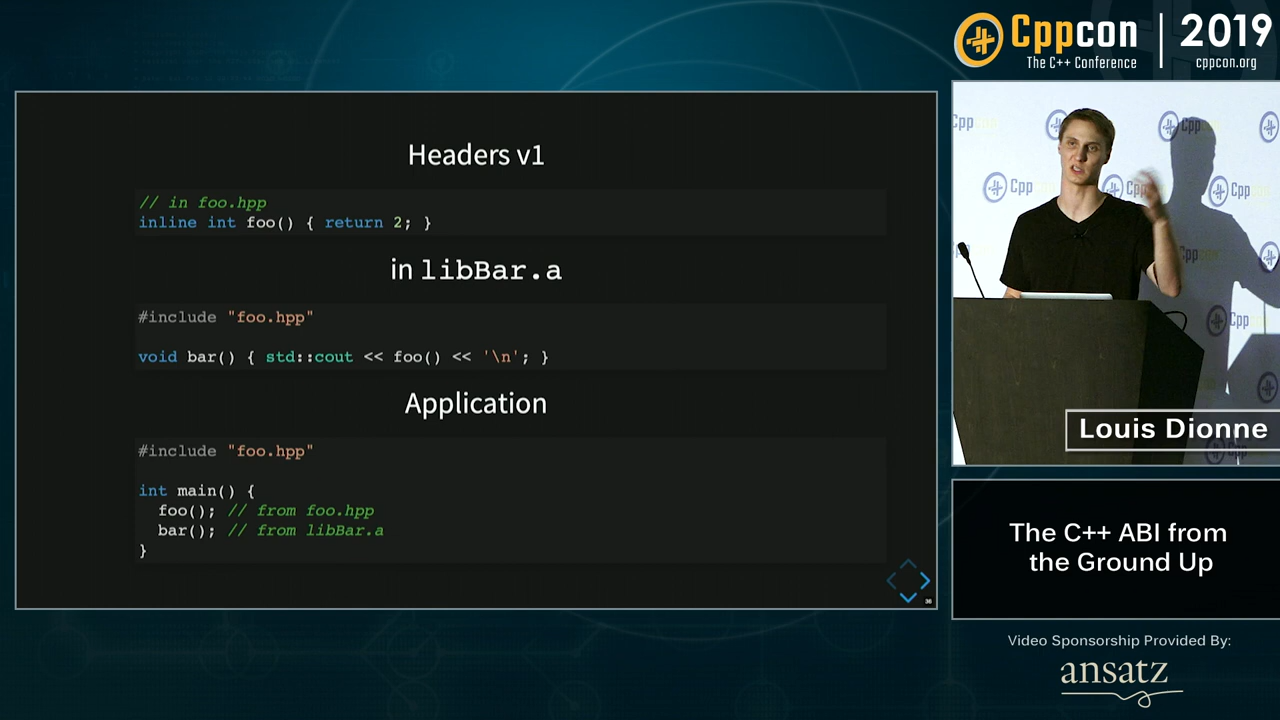 Cppcon
The C++ Conference
2019
cppcon.org
Headers v1
// in foo.hpp
inline int foo() { return 2; }
in libBar.a
#include "foo.hpp"
void bar() { std::cout << foo() << '\n'; }
Application
#include "foo.hpp"
int main() {
foo(); // from foo.hpp
bar(); // from libBar.a
}
36
Louis Dionne
The C++ ABI from
the Ground Up
Video Sponsorship Provided By:
ansatz